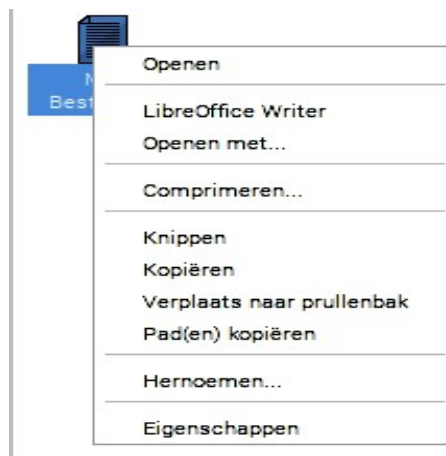 Openen
LibreOffice Writer
Openen met...
Comprimeren...
Knippen
Kopiëren
Verplaats naar prullenbak
Pad(en) kopiëren
Hernoemen...
Eigenschappen